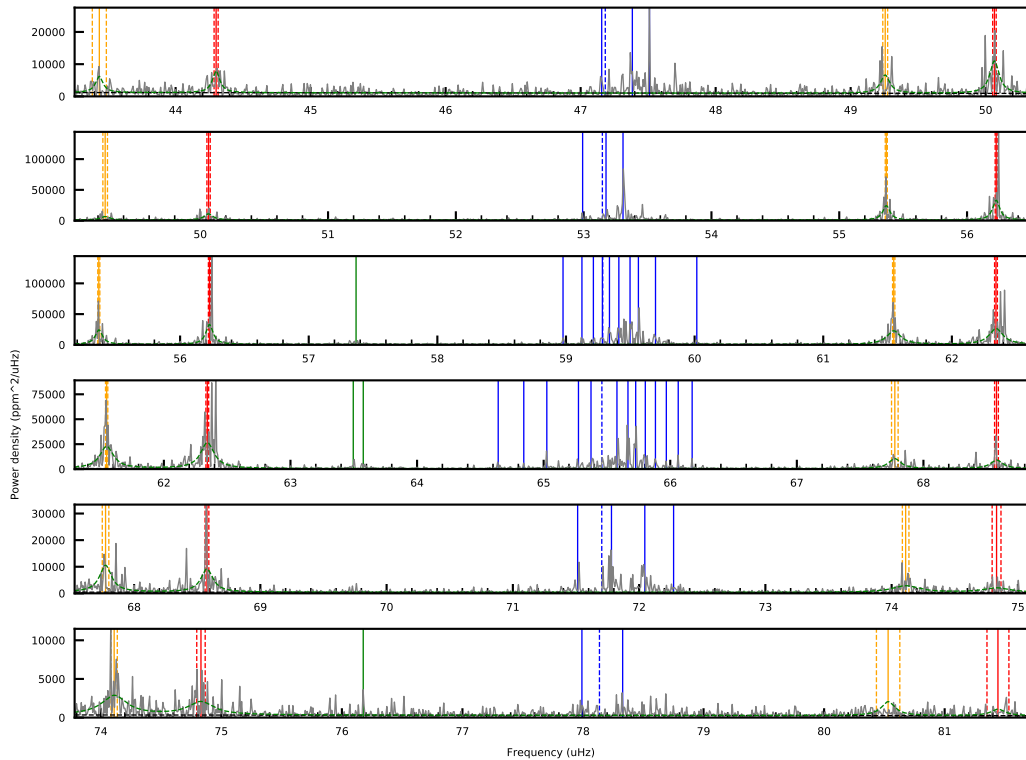 20000
10000
0
44 45 46 47 48 49 50
100000
50000
0
50 51 52 53 54 55 56
100000
50000
0
56 57 58 59 60 61 62
75000
50000
25000
0
62 63 64 65 66 67 68
30000
20000
10000
0
68 69 70 71 72 73 74 75
10000
5000
0
74 75 76 77 78 79 80 81
Power density (ppm^2/uHz)
Frequency (uHz)